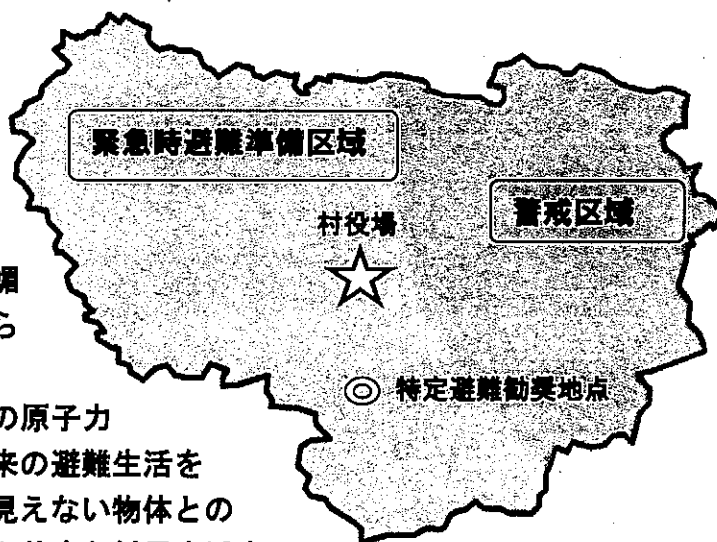 緊急時避難準備区域
警戒区域
村役場
特定避難勧奨地点
ら
の原子力
来の避難生活を
見えない物体との